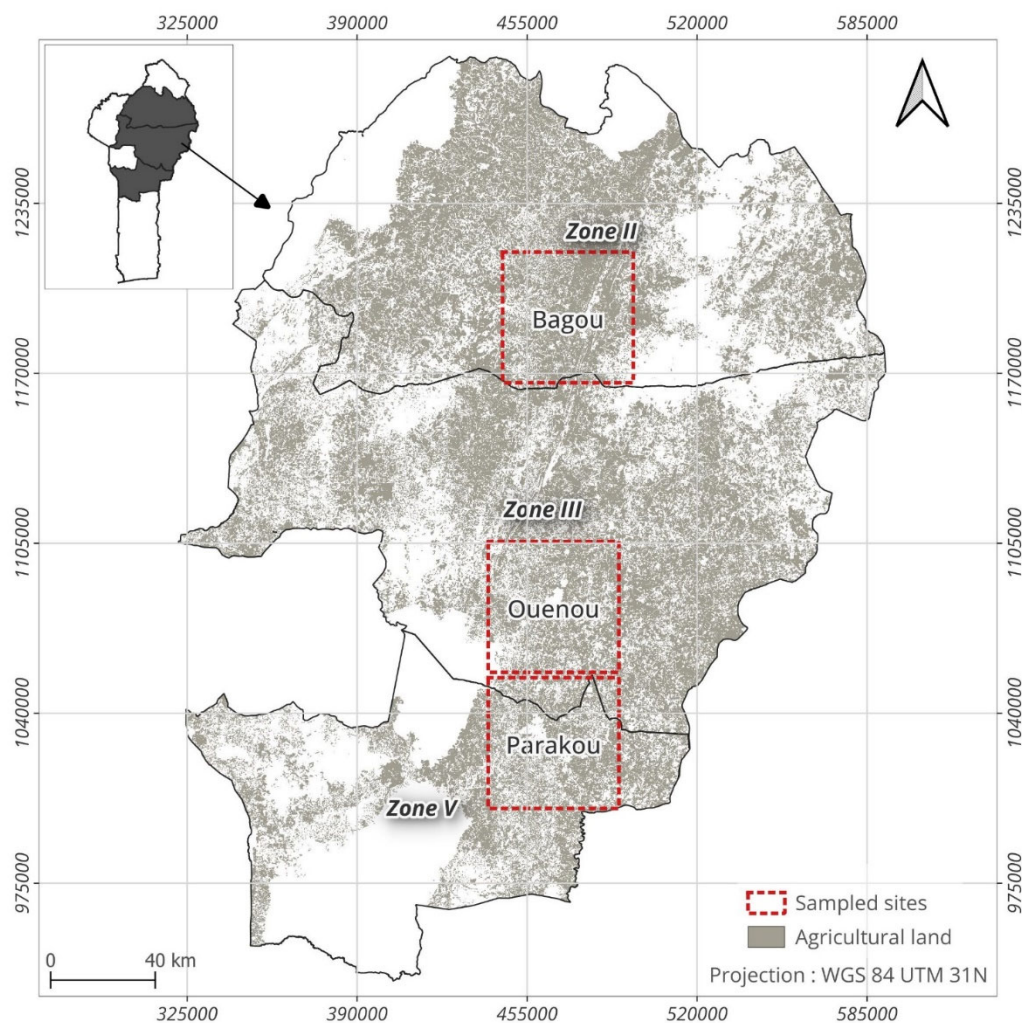 325000 390000 455000 520000 585000
1235000 1235000
Zone II
Bagou
1170000 1170000
Zone III
1105000 1105000
Ouenou
1040000 1040000
Parakou
Zone V
975000 975000
Sampled sites
Agricultural land
0 40 km
Projection : WGS 84 UTM 31N
325000 390000 455000 520000 585000